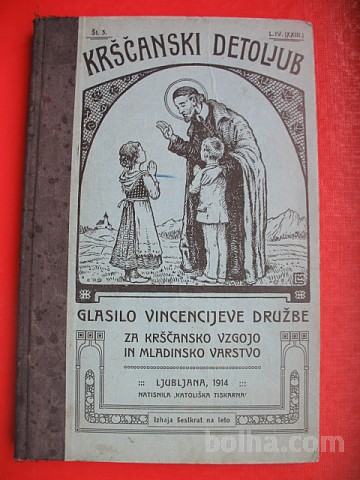 Št. 3.
L. IV. (XXIII.)
KRŠČANSKI DETOLJUB
GLASILO VINCENCIJEVE DRUŽBE
ZA KRŠČANSKO VZGOJO
IN MLADINSKO VARSTVO
::: LJUBLJANA, 1914 :::
NATISNILA „KATOLIŠKA TISKARNA‘
Izhaja šestkrat na leto
bolha.com